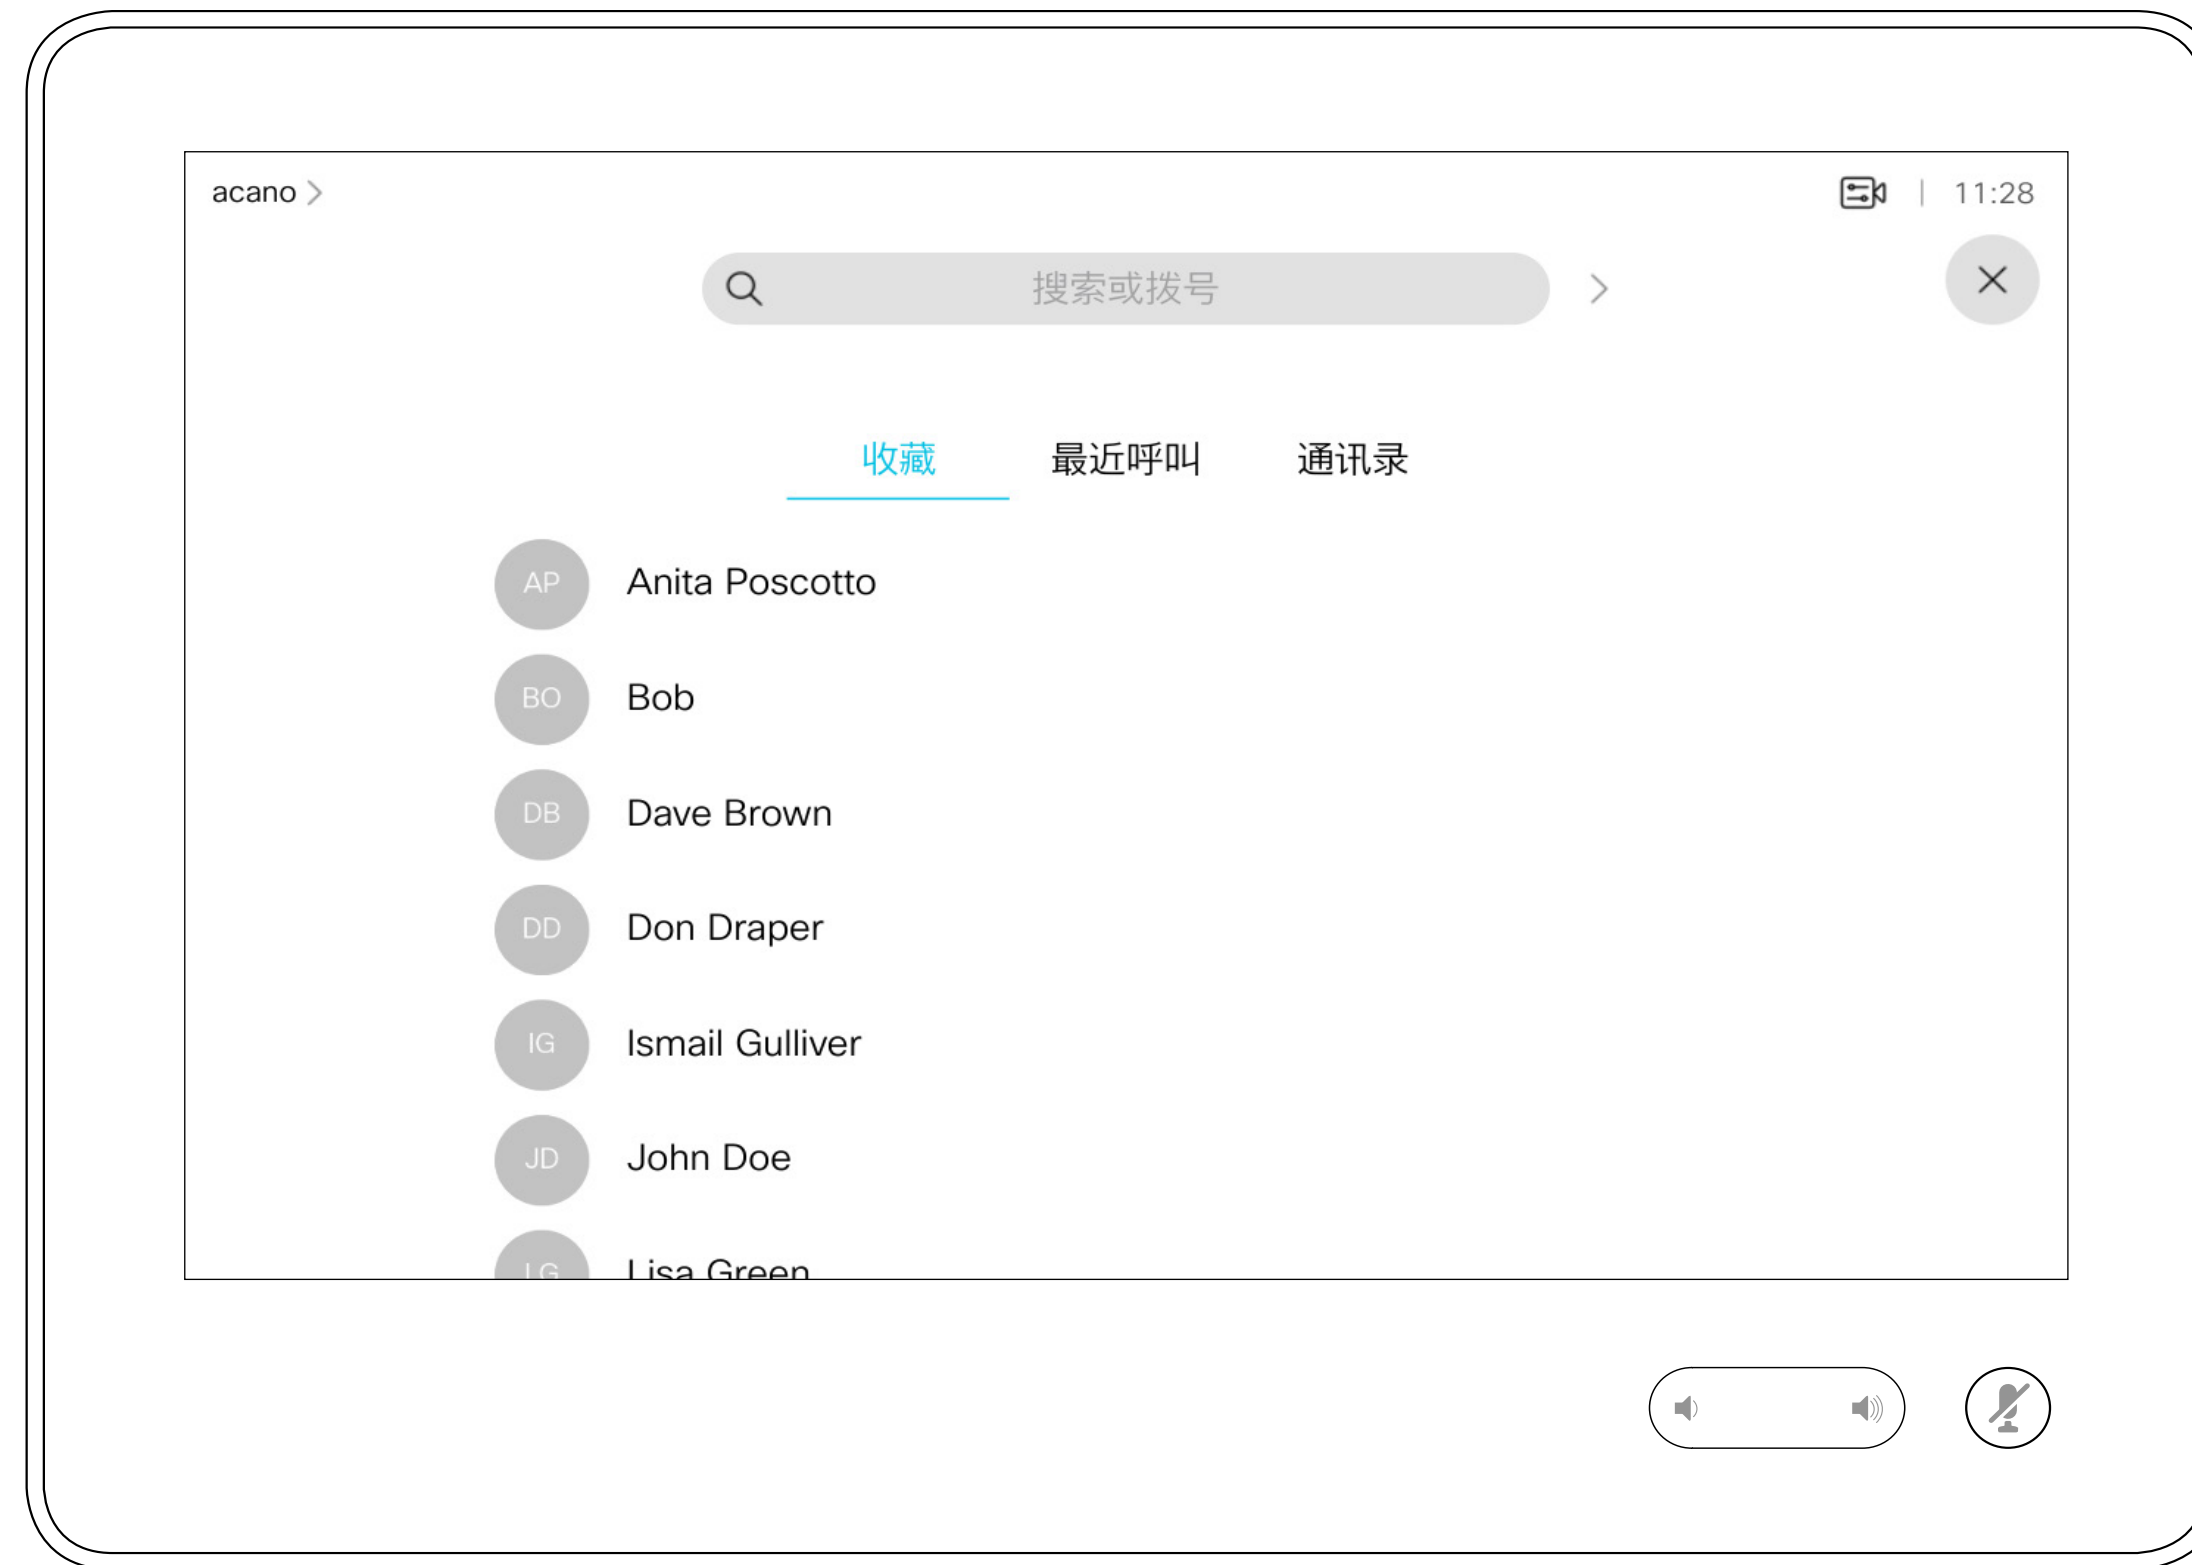 acano
11:28
搜索或拨号
收藏 最近呼叫 通讯录
AP Anita Poscotto
BO Bob
DB Dave Brown
DD Don Draper
IG Ismail Gulliver
JD John Doe
LG Lisa Green